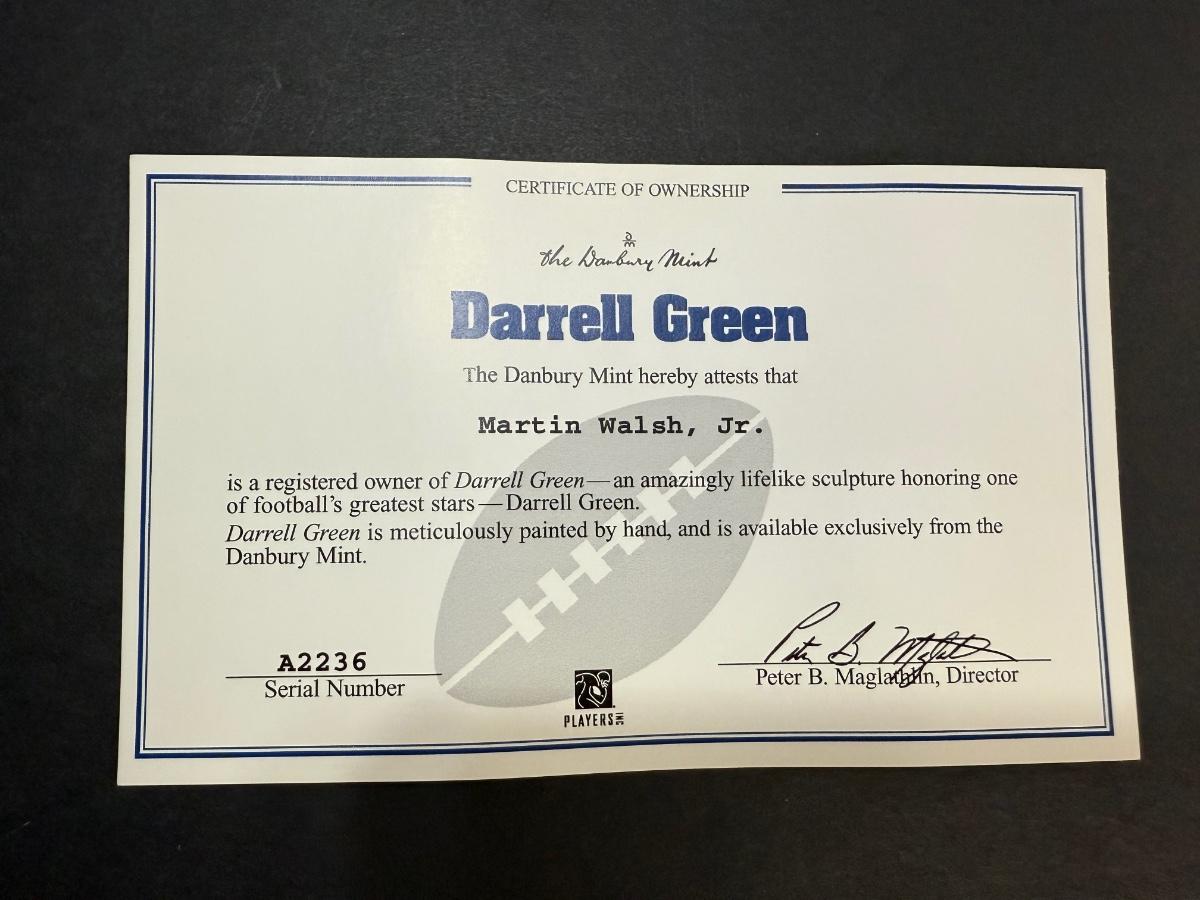 CERTIFICATE OF OWNERSHIP
the Danbury Mint
Darrell Green
The Danbury Mint hereby attests that
Martin Walsh, Jr.
is a registered owner of Darrell Green—an amazingly lifelike sculpture honoring one
of football's greatest stars—Darrell Green.
Darrell Green is meticulously painted by hand, and is available exclusively from the
Danbury Mint.
A2236
Serial Number
Peter B. Maglathlin
Peter B. Maglathlin, Director
PLAYERS INC